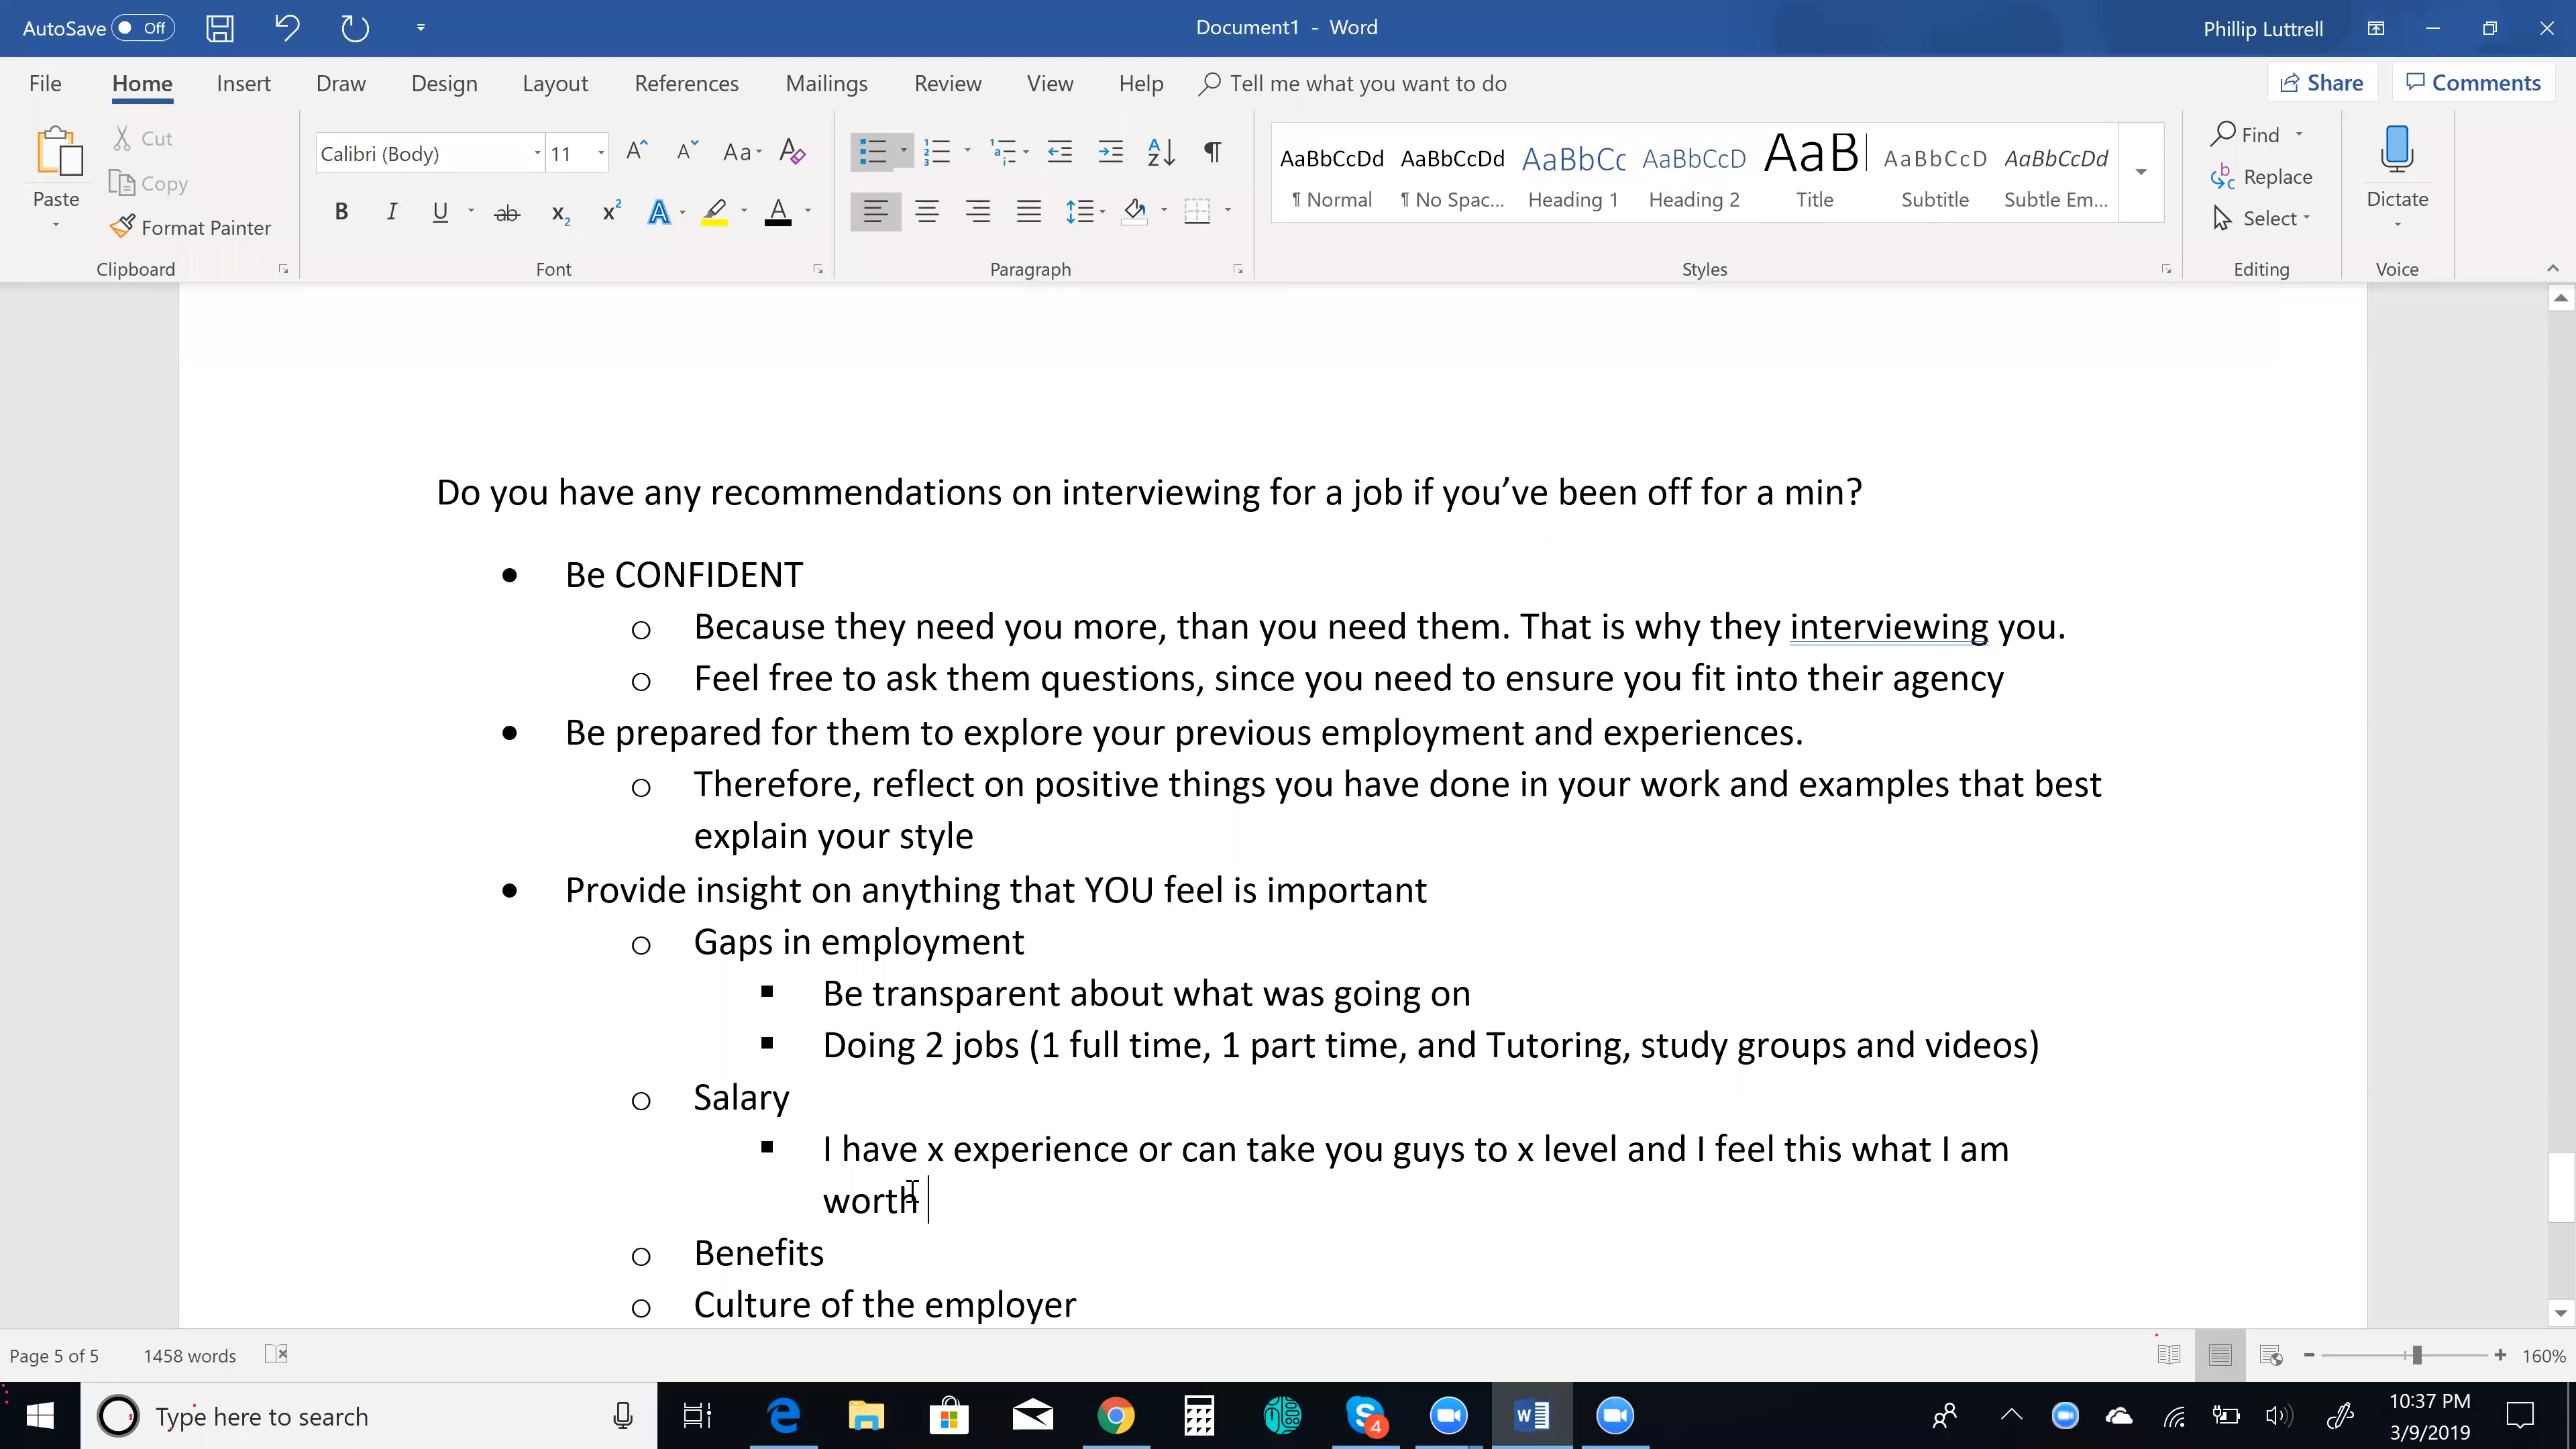 AutoSave Off Document1 - Word Phillip Luttrell
File Home Insert Draw Design Layout References Mailings Review View Help Tell me what you want to do Share Comments
Paste Cut Copy Format Painter Clipboard
Calibri (Body) 11 Font
Paragraph
AaBbCcDd AaBbCcDd AaBbCc AaBbCcD AaB AaBbCcD AaBbCcDd
¶ Normal ¶ No Spac... Heading 1 Heading 2 Title Subtitle Subtle Em...
Styles
Find Replace Select Editing
Dictate Voice
Do you have any recommendations on interviewing for a job if you’ve been off for a min?
• Be CONFIDENT
o Because they need you more, than you need them. That is why they interviewing you.
o Feel free to ask them questions, since you need to ensure you fit into their agency
• Be prepared for them to explore your previous employment and experiences.
o Therefore, reflect on positive things you have done in your work and examples that best
explain your style
• Provide insight on anything that YOU feel is important
o Gaps in employment
▪ Be transparent about what was going on
▪ Doing 2 jobs (1 full time, 1 part time, and Tutoring, study groups and videos)
o Salary
▪ I have x experience or can take you guys to x level and I feel this what I am
worth
o Benefits
o Culture of the employer
Page 5 of 5 1458 words 160%
Type here to search 4 10:37 PM
3/9/2019